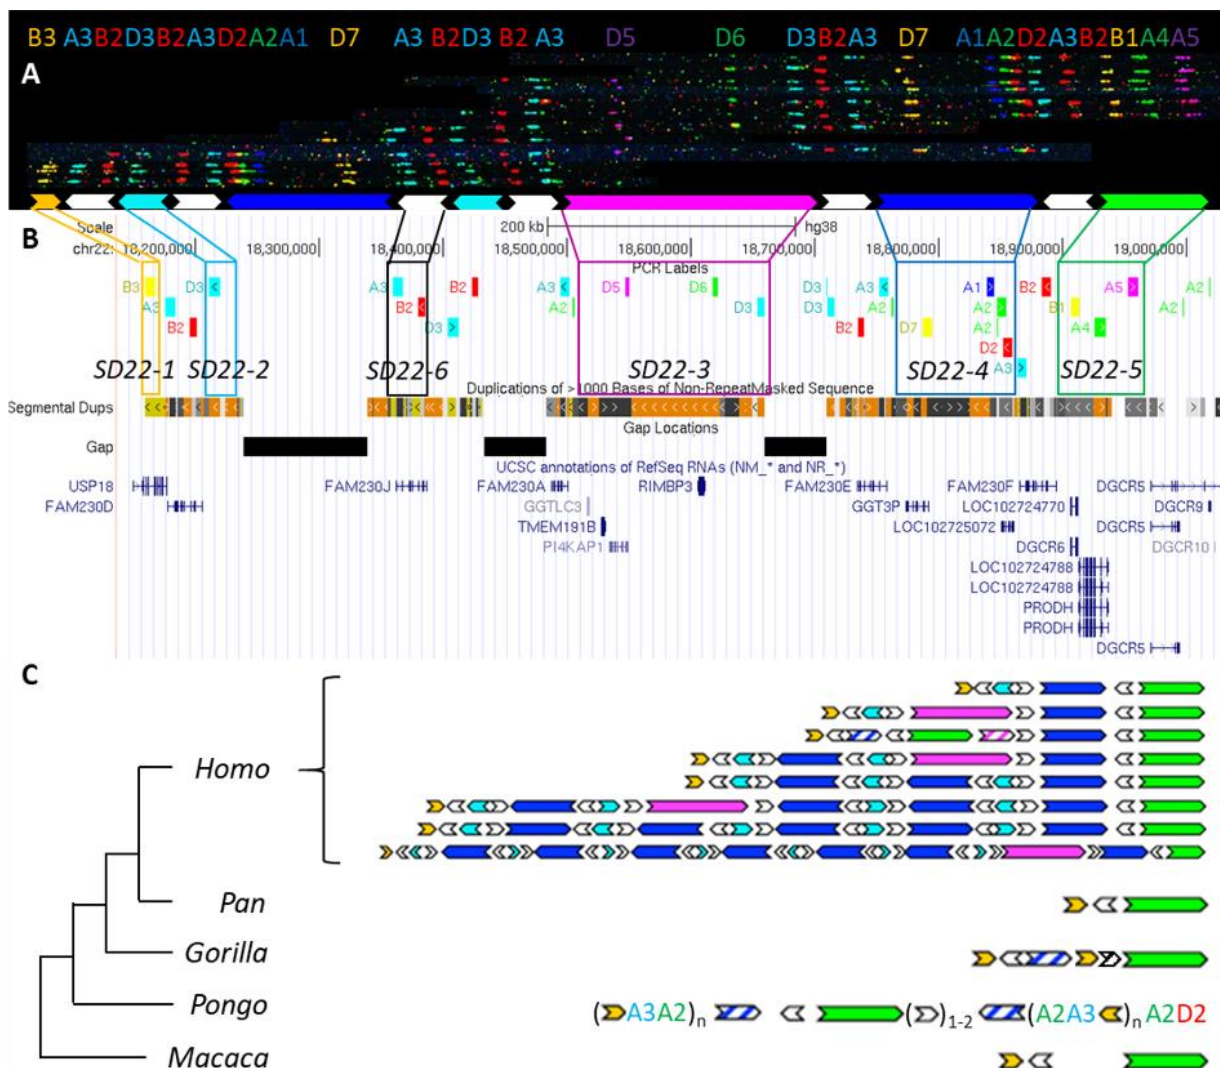 B3 A3 B2 D3 B2 A3 D2 A2 A1 D7 A3 B2 D3 B2 A3 D5 D6 D3 B2 A3 D7 A1 A2 D2 A3 B2 B1 A4 A5
A
B
Scale 200 kb hg38
chr22: 18,200,000 18,300,000 18,400,000 18,500,000 18,600,000 18,700,000 18,800,000 18,900,000 19,000,000
PCR Labels
B3 D3 A3 B2 A3 D5 D6 D3 D3 A3 A1 B2 A5 A2
A3 A2 D3 A2 B1
B2 B2 D3 B2 D7 A2 A4
D2
A3
SD22-1 SD22-2 SD22-6 SD22-3 SD22-4 SD22-5
Duplications of >1000 Bases of Non-RepeatMasked Sequence
Segmental Dups
Gap Locations
Gap
UCSC annotations of RefSeq RNAs (NM_* and NR_*)
USP18 FAM230J FAM230A RIMBP3 FAM230E FAM230F DGCR5
FAM230D GGTLC3 GGT3P LOC102724770 DGCR9
TMEM191B LOC102725072 DGCR5
PI4KAP1 DGCR6 DGCR10
LOC102724788
LOC102724788
PRODH
PRODH
DGCR5
C
Homo
Pan
Gorilla
Pongo ( A3A2)n ( )1-2 (A2A3 )n A2D2
Macaca